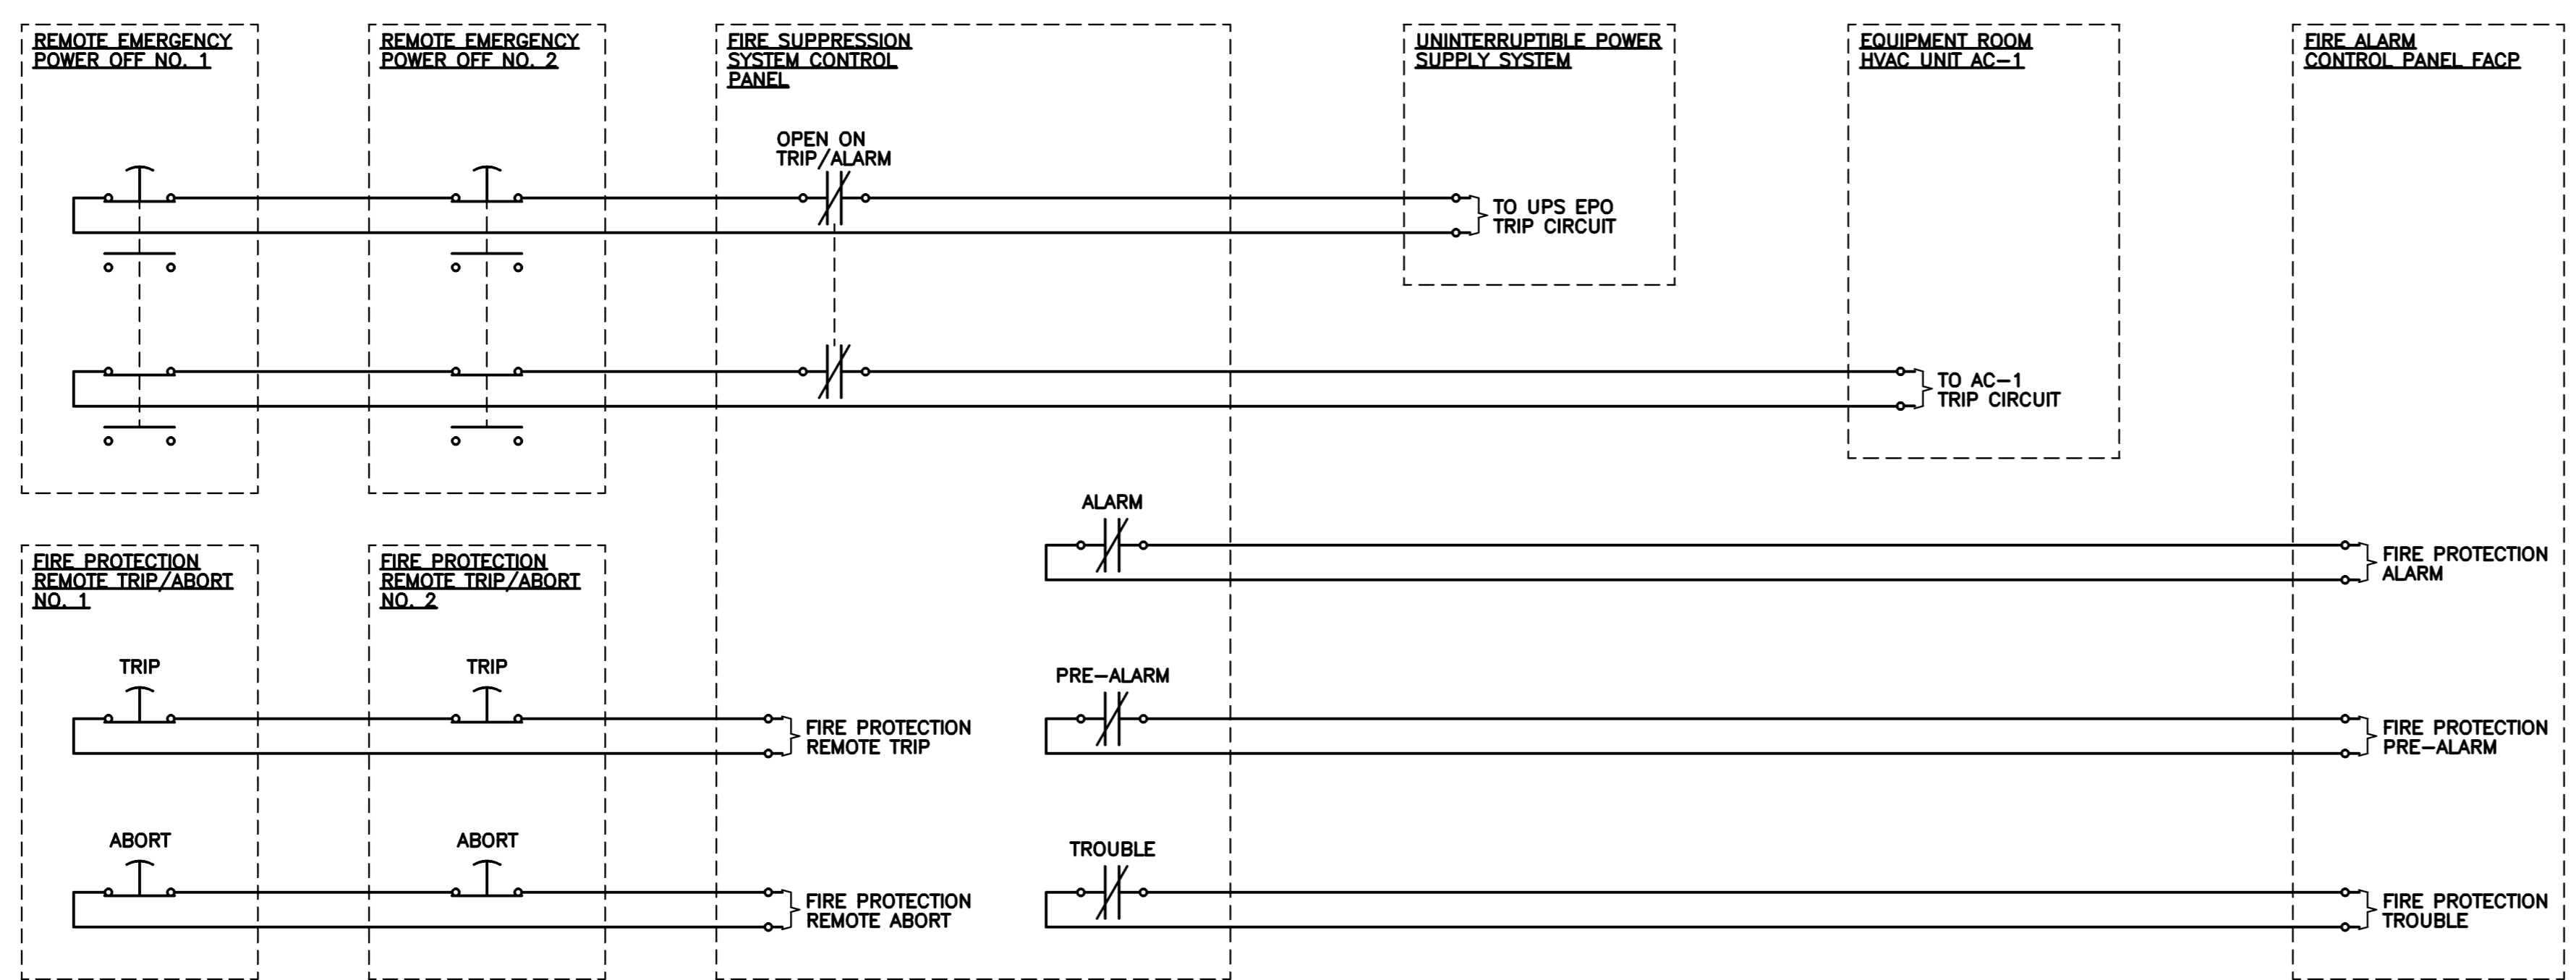 REMOTE EMERGENCY
POWER OFF NO. 1
REMOTE EMERGENCY
POWER OFF NO. 2
FIRE SUPPRESSION
SYSTEM CONTROL
PANEL
UNINTERRUPTIBLE POWER
SUPPLY SYSTEM
EQUIPMENT ROOM
HVAC UNIT AC-1
FIRE ALARM
CONTROL PANEL FACP
OPEN ON
TRIP/ALARM
TO UPS EPO
TRIP CIRCUIT
TO AC-1
TRIP CIRCUIT
ALARM
FIRE PROTECTION
ALARM
FIRE PROTECTION
REMOTE TRIP/ABORT
NO. 1
FIRE PROTECTION
REMOTE TRIP/ABORT
NO. 2
TRIP
TRIP
FIRE PROTECTION
REMOTE TRIP
PRE-ALARM
FIRE PROTECTION
PRE-ALARM
ABORT
ABORT
FIRE PROTECTION
REMOTE ABORT
TROUBLE
FIRE PROTECTION
TROUBLE